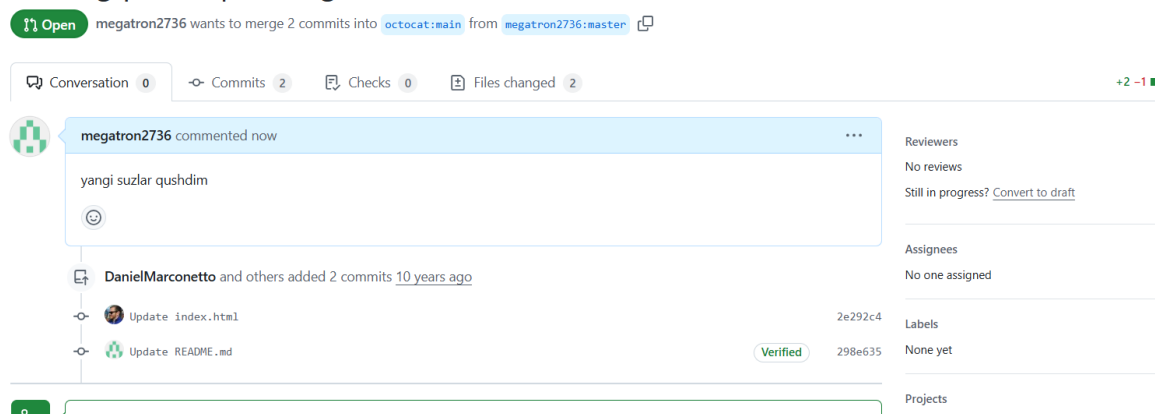 Open megatron2736 wants to merge 2 commits into octocat:main from megatron2736:master
Conversation 0 Commits 2 Checks 0 Files changed 2 +2 −1
megatron2736 commented now
yangi suzlar qushdim
DanielMarconetto and others added 2 commits 10 years ago
Update index.html 2e292c4
Update README.md Verified 298e635
Reviewers
No reviews
Still in progress? Convert to draft
Assignees
No one assigned
Labels
None yet
Projects